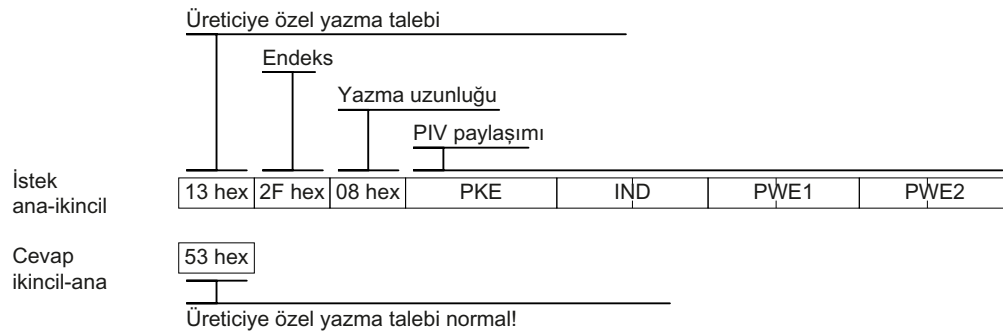 Üreticiye özel yazma talebi
Endeks
Yazma uzunluğu
PIV paylaşımı
İstek
ana-ikincil
13 hex 2F hex 08 hex PKE IND PWE1 PWE2
Cevap
ikincil-ana
53 hex
Üreticiye özel yazma talebi normal!